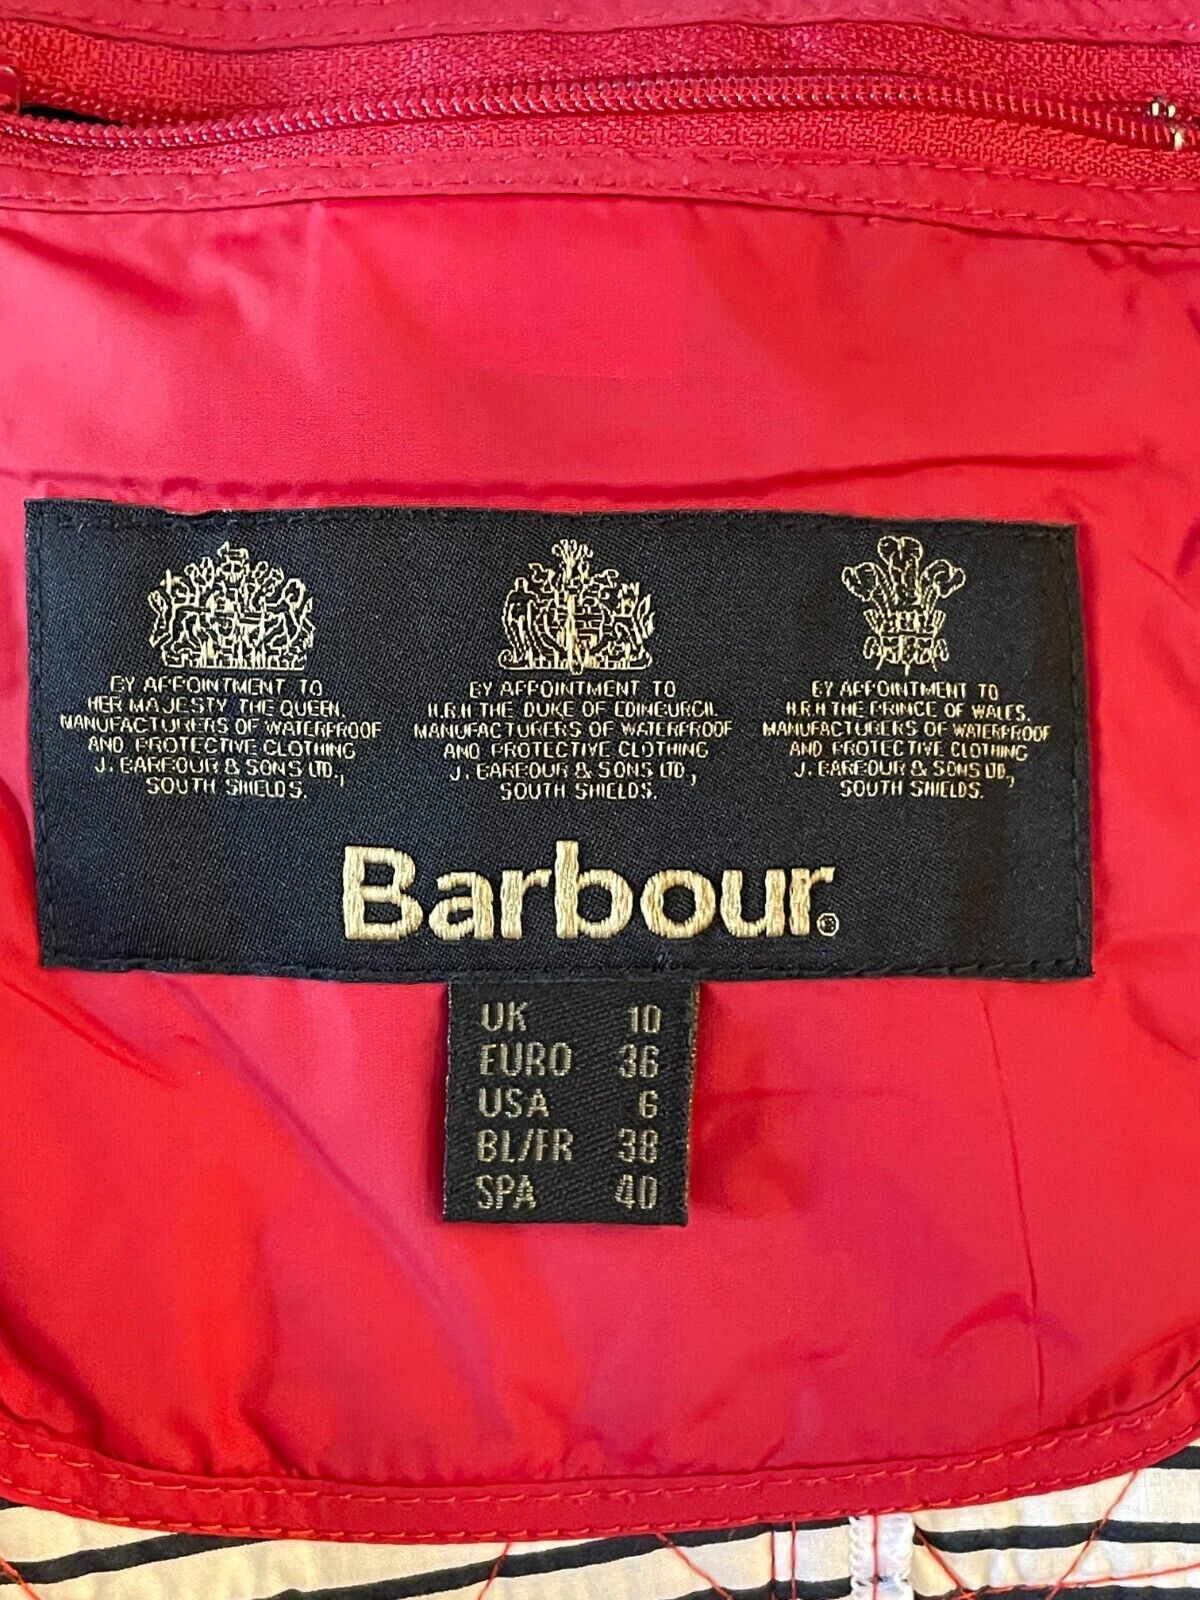 BY APPOINTMENT TO
HER MAJESTY THE QUEEN.
MANUFACTURERS OF WATERPROOF
AND PROTECTIVE CLOTHING
J. BARBOUR & SONS LTD.,
SOUTH SHIELDS.
BY APPOINTMENT TO
H.R.H THE DUKE OF EDINBURGH.
MANUFACTURERS OF WATERPROOF
AND PROTECTIVE CLOTHING
J. BARBOUR & SONS LTD.,
SOUTH SHIELDS.
BY APPOINTMENT TO
H.R.H THE PRINCE OF WALES.
MANUFACTURERS OF WATERPROOF
AND PROTECTIVE CLOTHING
J. BARBOUR & SONS LTD.,
SOUTH SHIELDS.
Barbour®
UK 10
EURO 36
USA 6
BL/FR 38
SPA 40